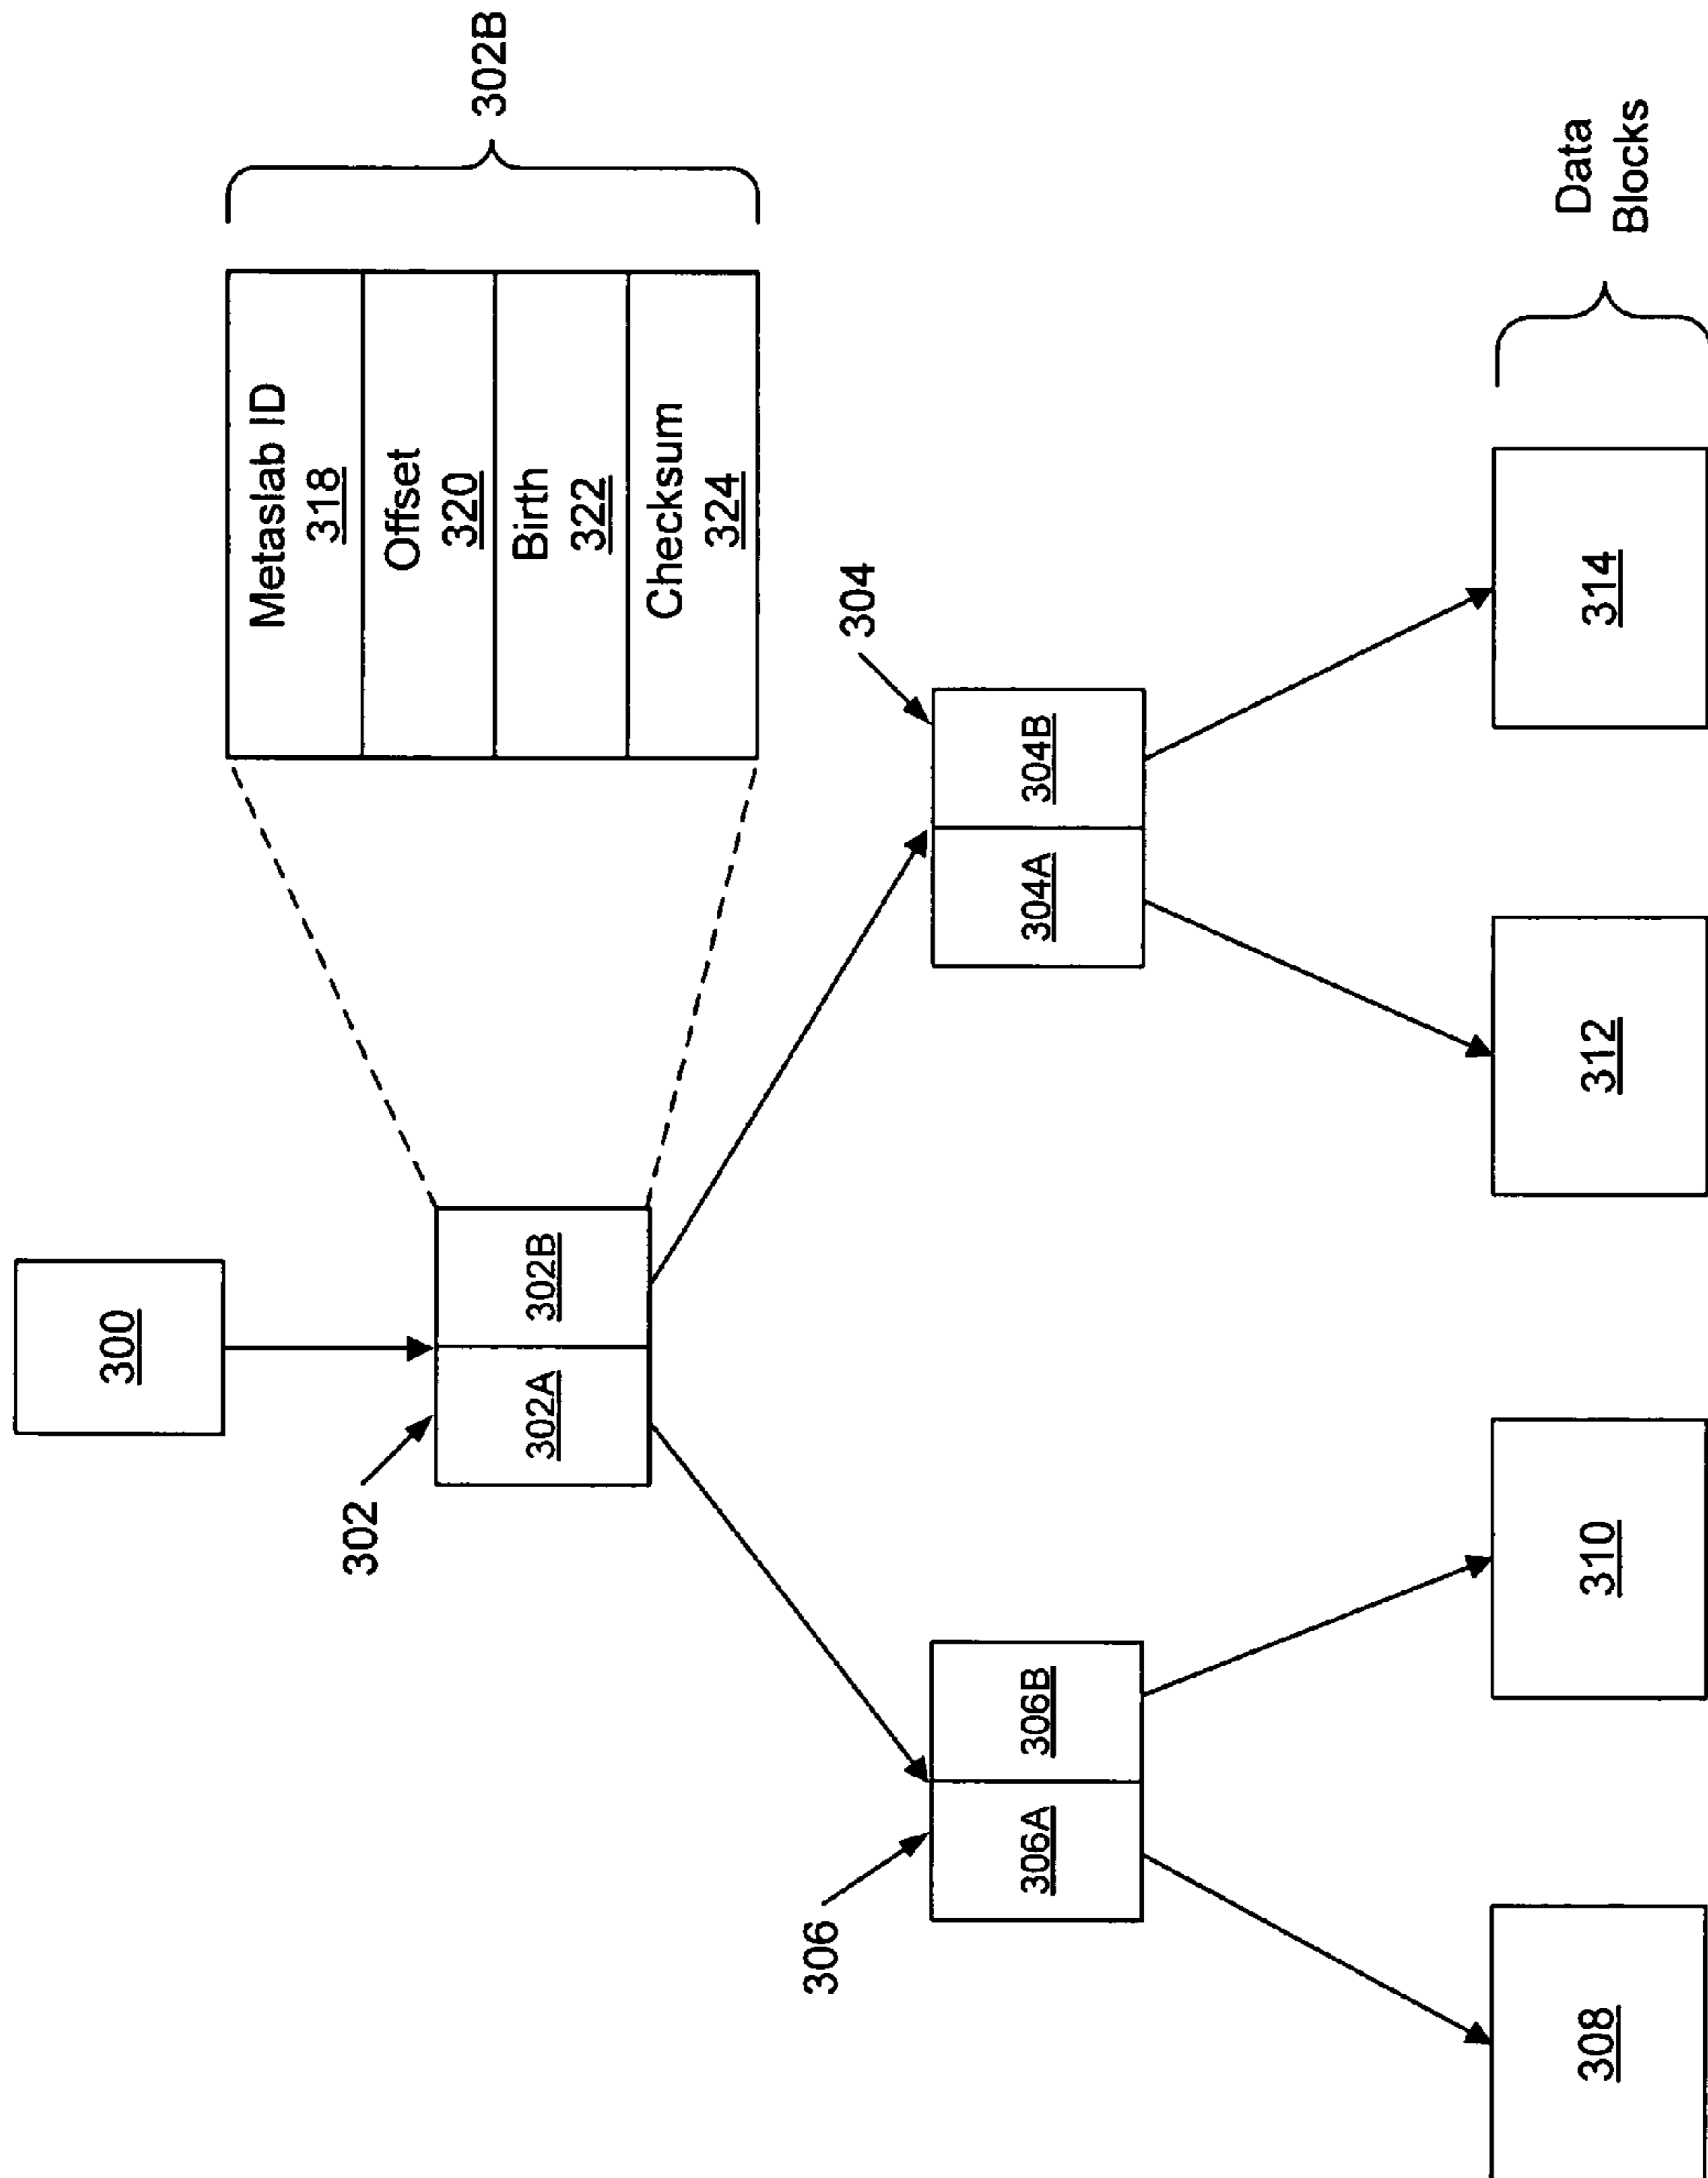 300
302
302A
302B
Metaslab ID
318
Offset
320
Birth
322
Checksum
324
302B
306
306A
306B
304
304A
304B
308
310
312
314
Data
Blocks